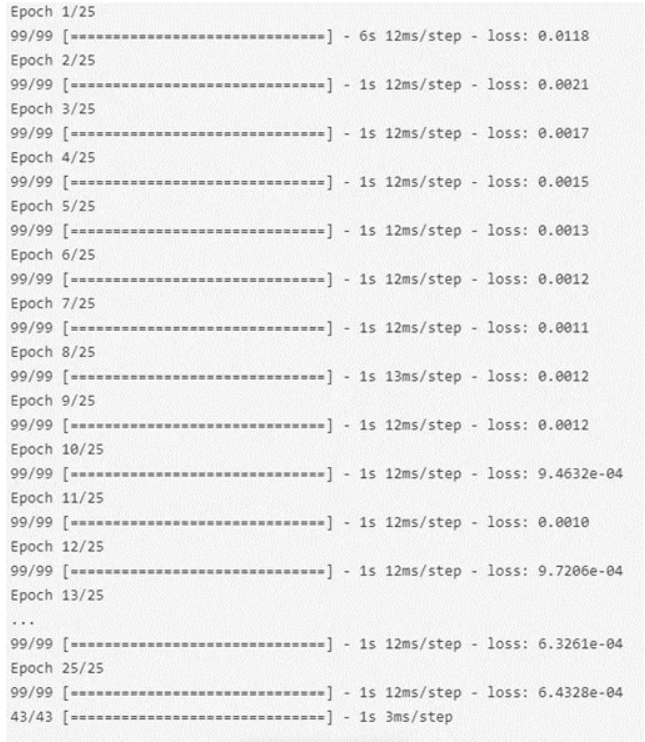 Epoch 1/25
99/99 [==============================] - 6s 12ms/step - loss: 0.0118
Epoch 2/25
99/99 [==============================] - 1s 12ms/step - loss: 0.0021
Epoch 3/25
99/99 [==============================] - 1s 12ms/step - loss: 0.0017
Epoch 4/25
99/99 [==============================] - 1s 12ms/step - loss: 0.0015
Epoch 5/25
99/99 [==============================] - 1s 12ms/step - loss: 0.0013
Epoch 6/25
99/99 [==============================] - 1s 12ms/step - loss: 0.0012
Epoch 7/25
99/99 [==============================] - 1s 12ms/step - loss: 0.0011
Epoch 8/25
99/99 [==============================] - 1s 13ms/step - loss: 0.0012
Epoch 9/25
99/99 [==============================] - 1s 12ms/step - loss: 0.0012
Epoch 10/25
99/99 [==============================] - 1s 12ms/step - loss: 9.4632e-04
Epoch 11/25
99/99 [==============================] - 1s 12ms/step - loss: 0.0010
Epoch 12/25
99/99 [==============================] - 1s 12ms/step - loss: 9.7206e-04
Epoch 13/25
...
99/99 [==============================] - 1s 12ms/step - loss: 6.3261e-04
Epoch 25/25
99/99 [==============================] - 1s 12ms/step - loss: 6.4328e-04
43/43 [==============================] - 1s 3ms/step